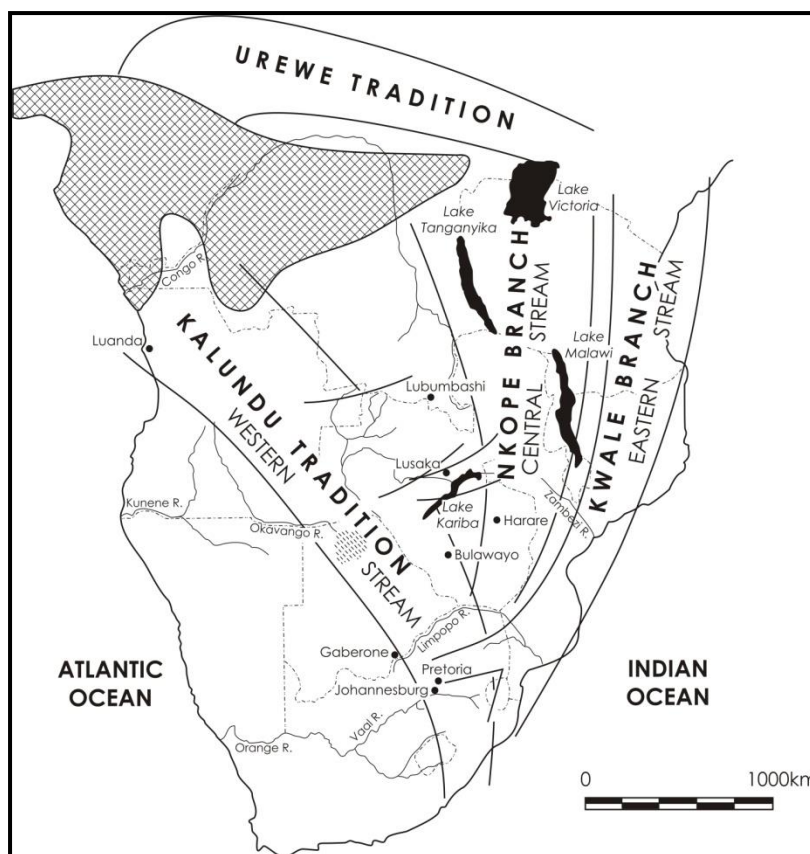 UREWE TRADITION
Lake
Victoria
Lake
Tanganyika
Congo R.
NKOPE BRANCH
CENTRAL STREAM
KWALE BRANCH
EASTERN STREAM
Luanda
KALUNDU TRADITION
WESTERN STREAM
Lake
Malawi
Lubumbashi
Lusaka
Lake
Kariba
Zambezi R.
Kunene R.
Okavango R.
Harare
Bulawayo
Limpopo R.
Gaberone
Pretoria
Johannesburg
ATLANTIC
OCEAN
INDIAN
OCEAN
Vaal R.
Orange R.
0 1000km